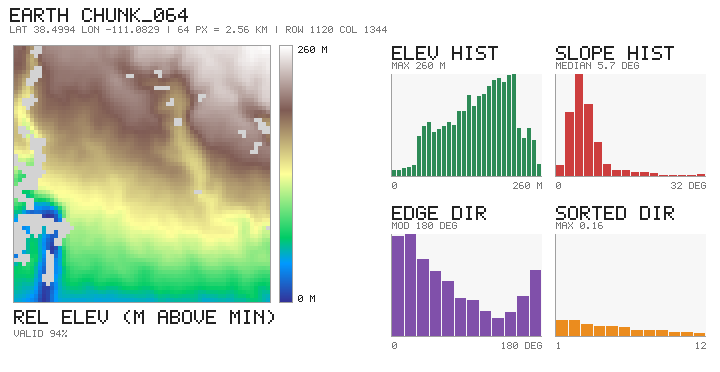 EARTH CHUNK_064
LAT 38.4994 LON -111.0829 | 64 PX = 2.56 KM | ROW 1120 COL 1344
260 M
0 M
REL ELEV (M ABOVE MIN)
VALID 94%
ELEV HIST
MAX 260 M
0 260 M
SLOPE HIST
MEDIAN 5.7 DEG
0 32 DEG
EDGE DIR
MOD 180 DEG
0 180 DEG
SORTED DIR
MAX 0.16
1 12